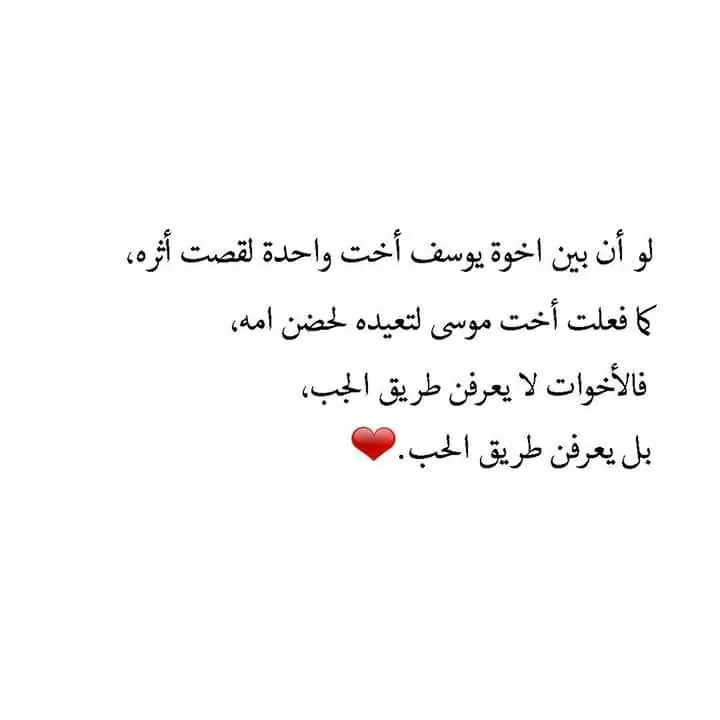 لو أن بين اخوة يوسف أخت واحدة لقصت أثره،
كما فعلت أخت موسى لتعيده لحضن امه،
فالأخوات لا يعرفن طريق الجب،
بل يعرفن طريق الحب.❤